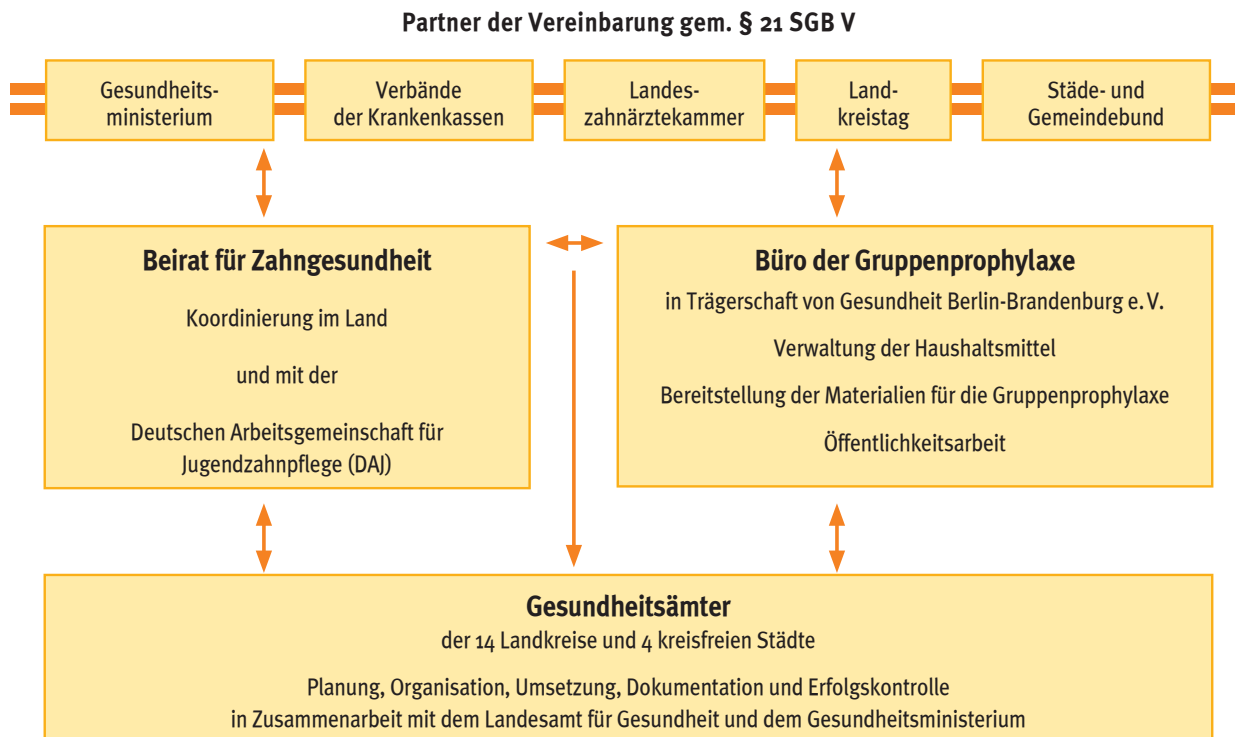 Partner der Vereinbarung gem. § 21 SGB V
Gesundheits-
ministerium
Verbände
der Krankenkassen
Landes-
zahnärztekammer
Land-
kreistag
Städe- und
Gemeindebund
Beirat für Zahngesundheit
Koordinierung im Land
und mit der
Deutschen Arbeitsgemeinschaft für
Jugendzahnpflege (DAJ)
Büro der Gruppenprophylaxe
in Trägerschaft von Gesundheit Berlin-Brandenburg e. V.
Verwaltung der Haushaltsmittel
Bereitstellung der Materialien für die Gruppenprophylaxe
Öffentlichkeitsarbeit
Gesundheitsämter
der 14 Landkreise und 4 kreisfreien Städte
Planung, Organisation, Umsetzung, Dokumentation und Erfolgskontrolle
in Zusammenarbeit mit dem Landesamt für Gesundheit und dem Gesundheitsministerium